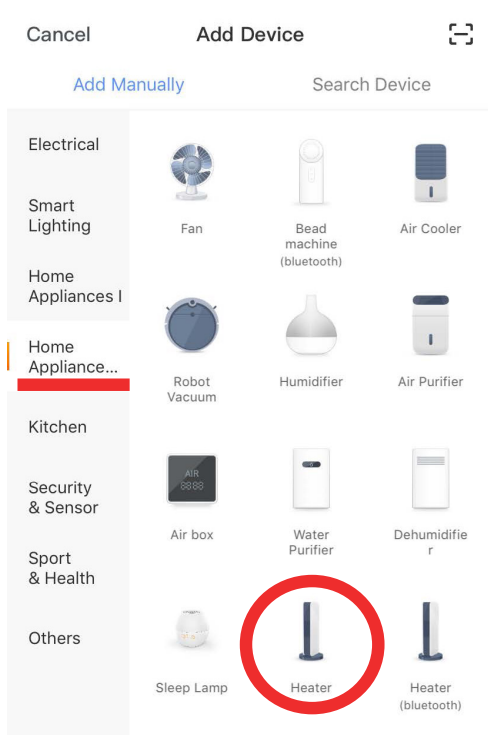 Cancel
Add Device
Add Manually
Search Device
Electrical
Smart
Lighting
Home
Appliances I
Home
Appliance...
Kitchen
Security
& Sensor
Sport
& Health
Others
Fan
Bead
machine
(bluetooth)
Air Cooler
Robot
Vacuum
Humidifier
Air Purifier
AIR
8888
Air box
Water
Purifier
Dehumidifie
r
Sleep Lamp
Heater
Heater
(bluetooth)